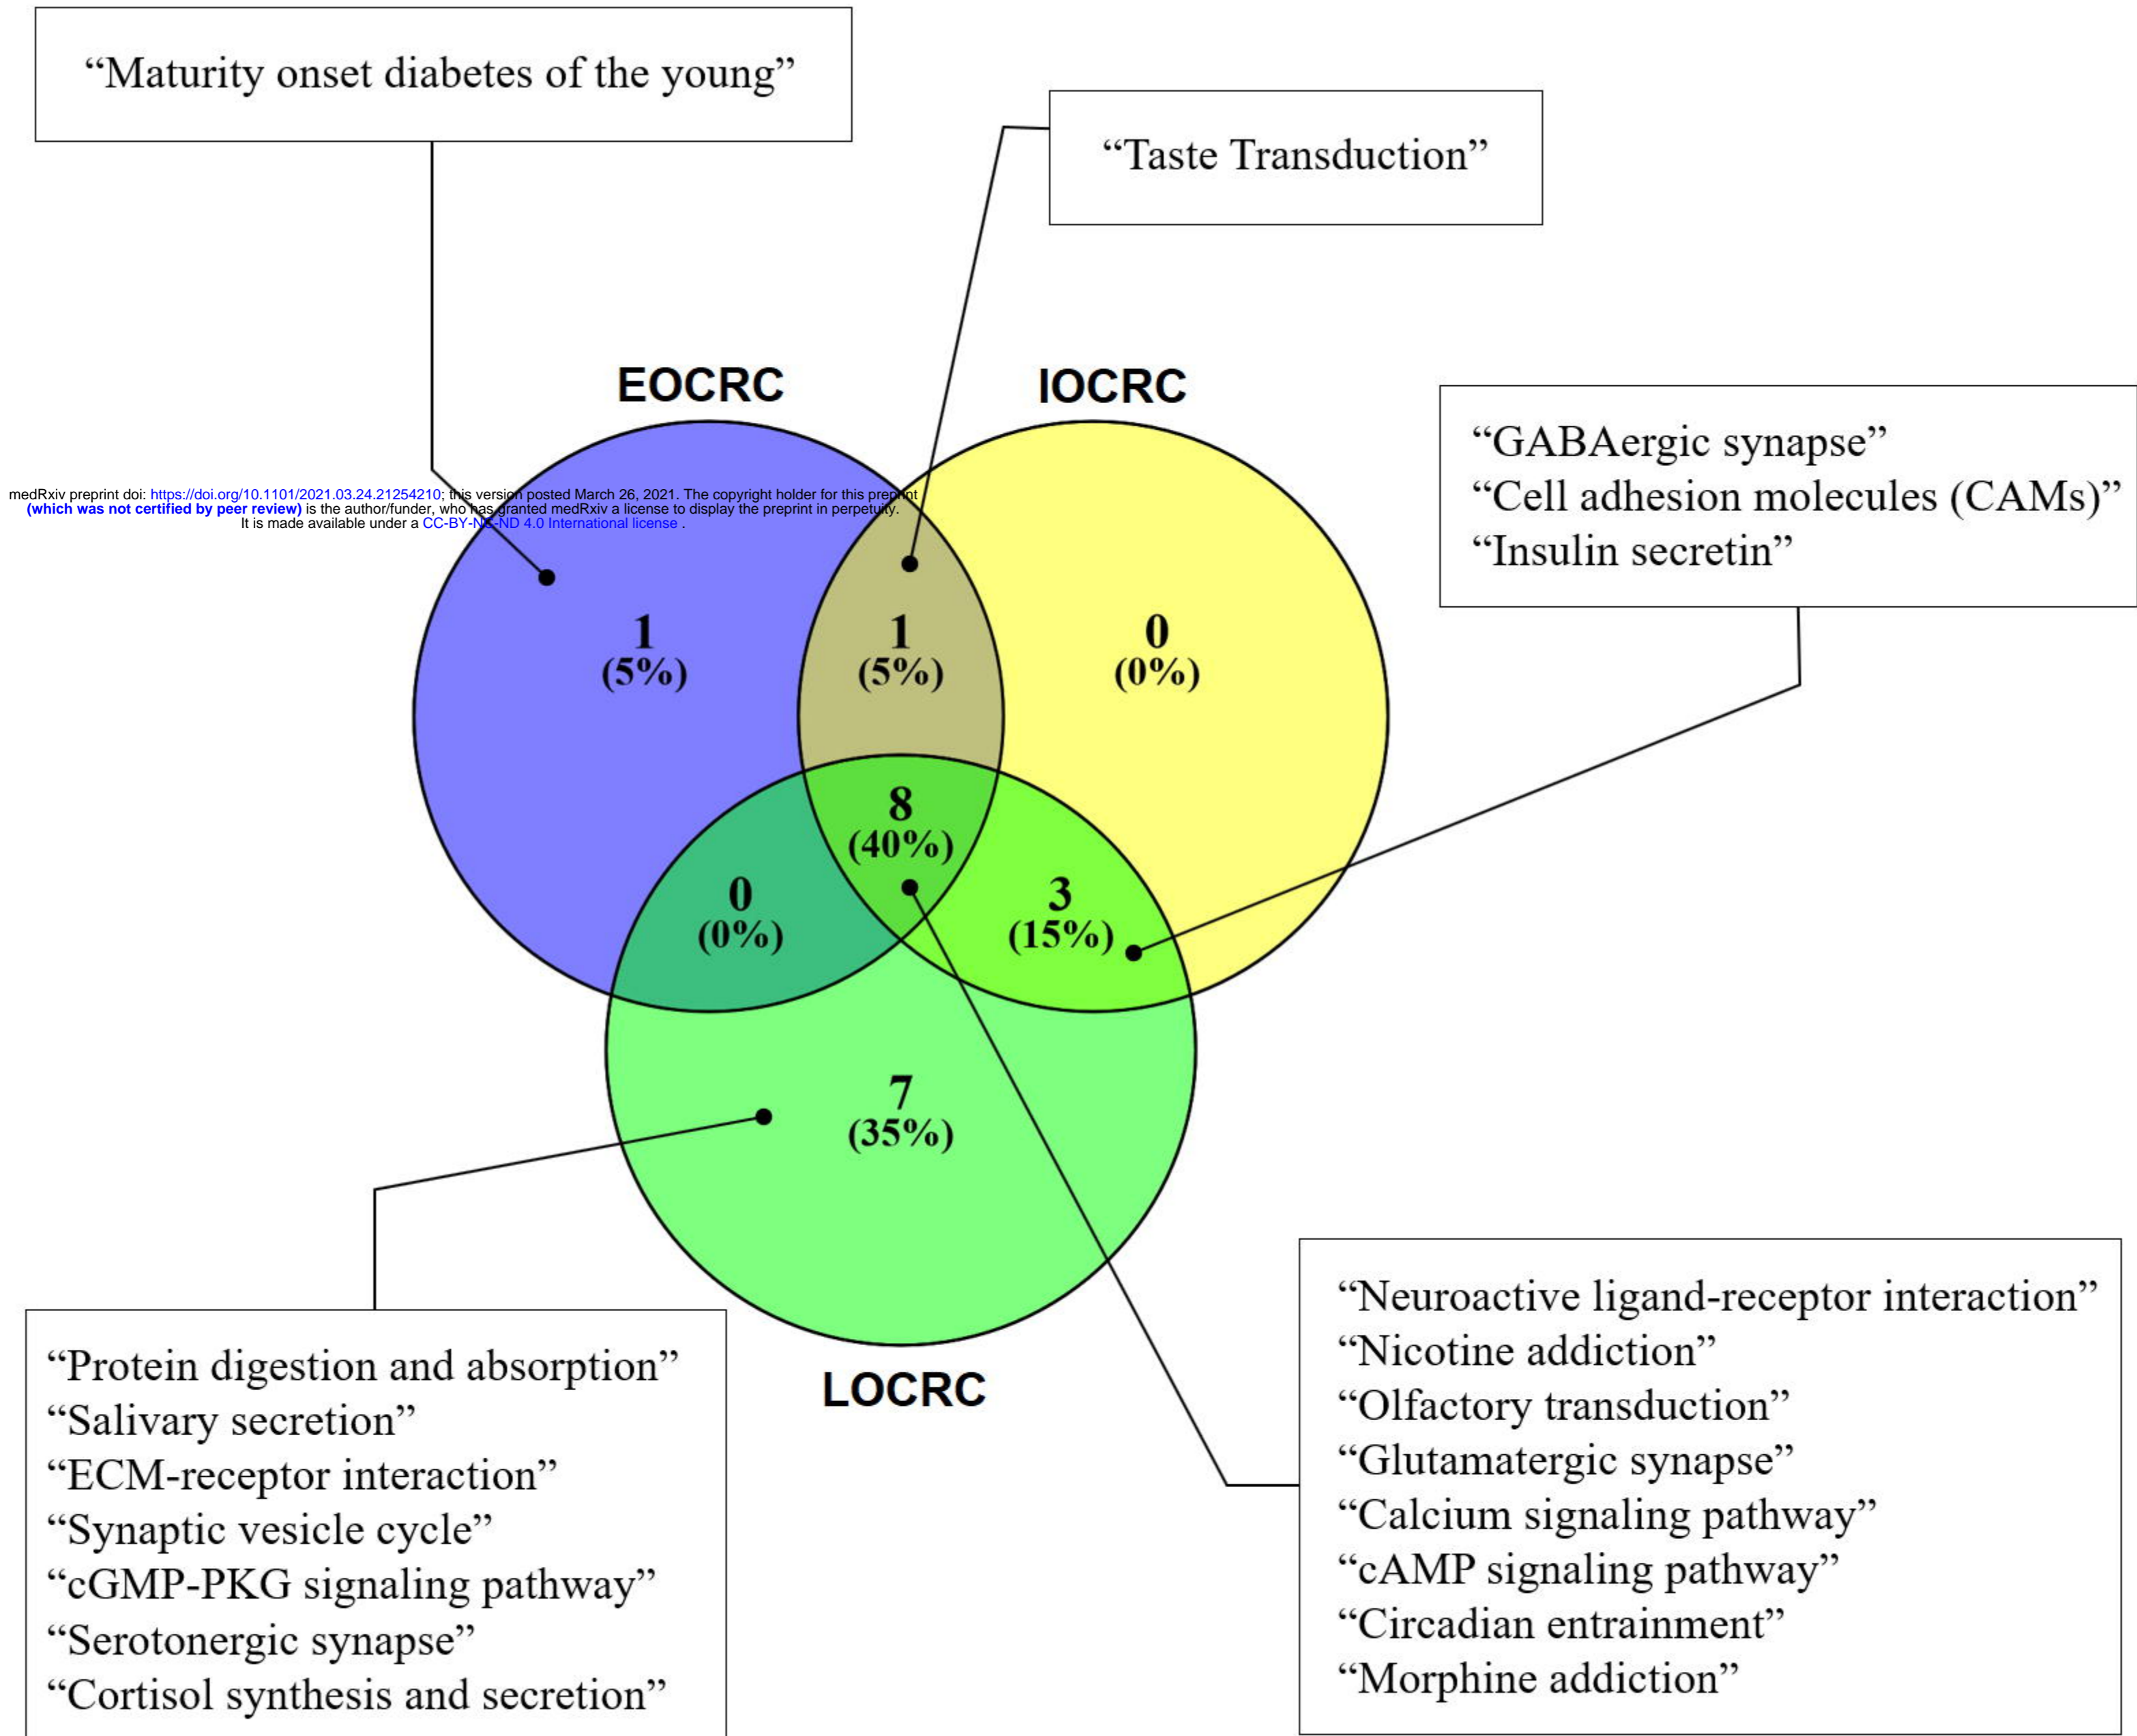 “Maturity onset diabetes of the young”
“Taste Transduction”
EOCRC
IOCRC
“GABAergic synapse”
“Cell adhesion molecules (CAMs)”
“Insulin secretin”
medRxiv preprint doi: https://doi.org/10.1101/2021.03.24.21254210; this version posted March 26, 2021. The copyright holder for this preprint
(which was not certified by peer review) is the author/funder, who has granted medRxiv a license to display the preprint in perpetuity.
It is made available under a CC-BY-NC-ND 4.0 International license .
1
(5%)
1
(5%)
0
(0%)
8
(40%)
0
(0%)
3
(15%)
7
(35%)
LOCRC
“Protein digestion and absorption”
“Salivary secretion”
“ECM-receptor interaction”
“Synaptic vesicle cycle”
“cGMP-PKG signaling pathway”
“Serotonergic synapse”
“Cortisol synthesis and secretion”
“Neuroactive ligand-receptor interaction”
“Nicotine addiction”
“Olfactory transduction”
“Glutamatergic synapse”
“Calcium signaling pathway”
“cAMP signaling pathway”
“Circadian entrainment”
“Morphine addiction”